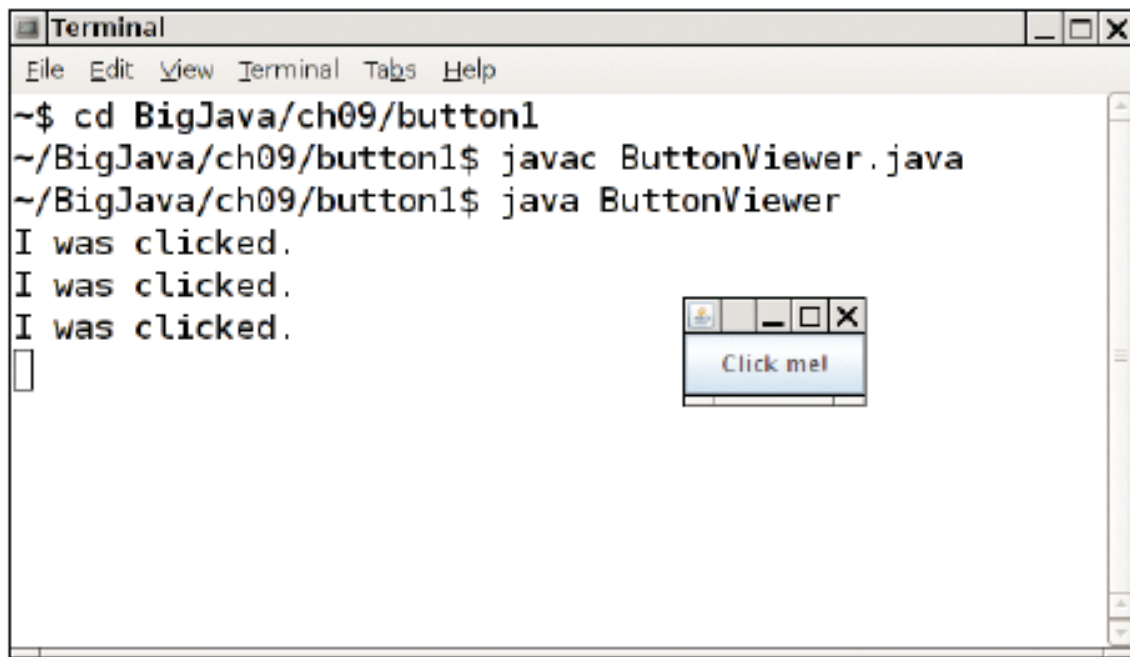 Terminal
File Edit View Terminal Tabs Help
~$ cd BigJava/ch09/button1
~/BigJava/ch09/button1$ javac ButtonViewer.java
~/BigJava/ch09/button1$ java ButtonViewer
I was clicked.
I was clicked.
I was clicked.
Click me!